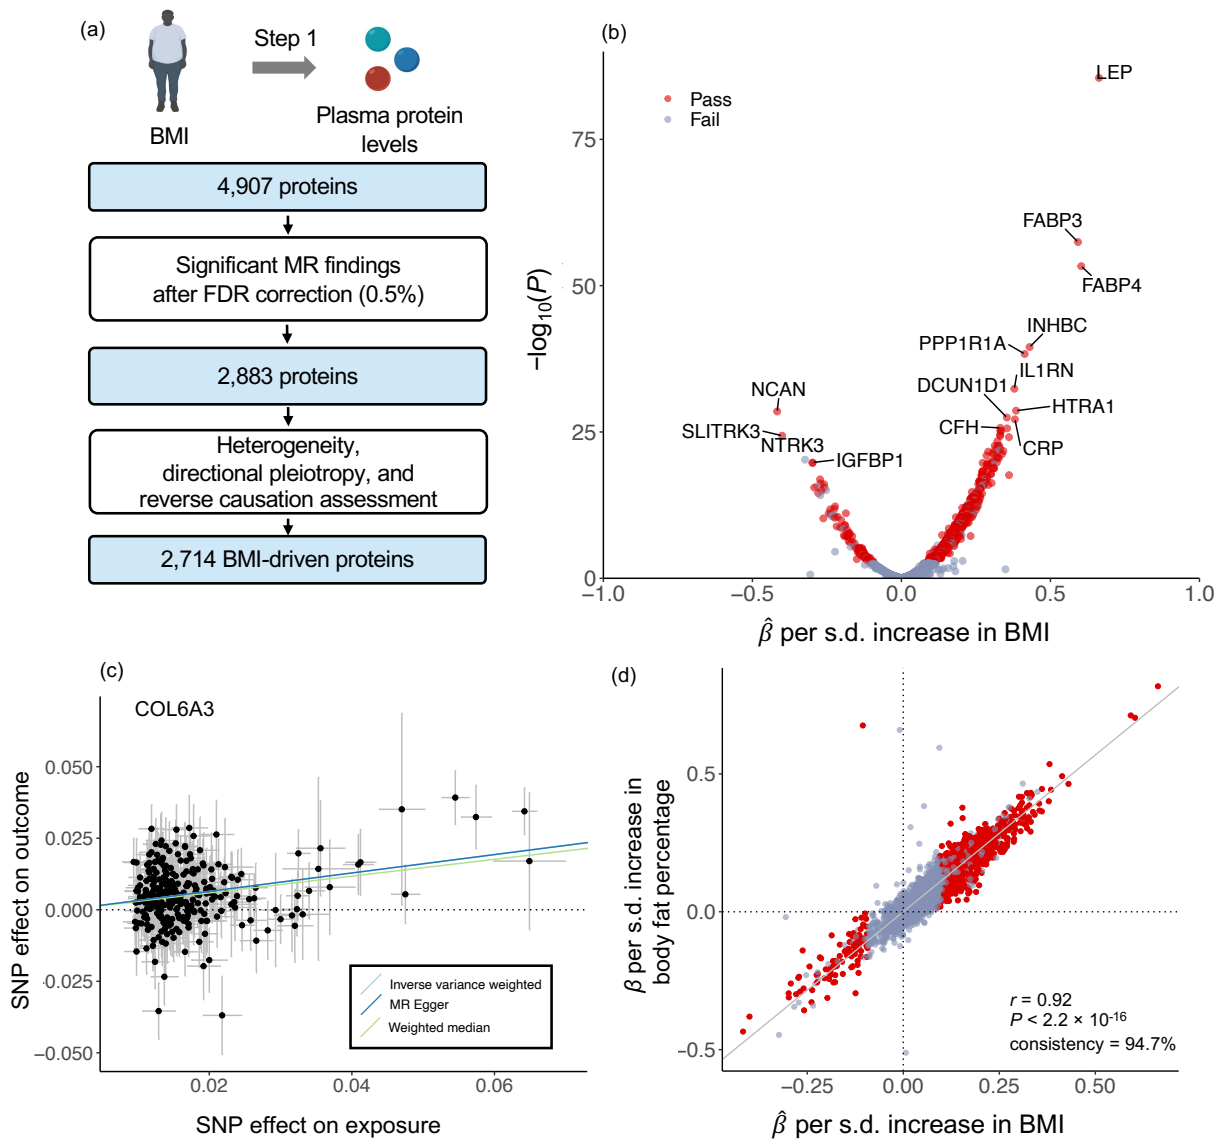 (a)
Step 1
BMI
Plasma protein
levels
4,907 proteins
Significant MR findings
after FDR correction (0.5%)
2,883 proteins
Heterogeneity,
directional pleiotropy, and
reverse causation assessment
2,714 BMI-driven proteins
(b)
Pass
Fail
LEP
FABP3
FABP4
INHBC
PPP1R1A
IL1RN
DCUN1D1
HTRA1
CFH
CRP
NCAN
SLITRK3
NTRK3
IGFBP1
75
50
25
0
−log₁₀(P)
−1.0
−0.5
0.0
0.5
1.0
β̂ per s.d. increase in BMI
(c)
COL6A3
0.050
0.025
0.000
−0.025
−0.050
SNP effect on outcome
Inverse variance weighted
MR Egger
Weighted median
0.02
0.04
0.06
SNP effect on exposure
(d)
0.5
0.0
−0.5
β per s.d. increase in
body fat percentage
r = 0.92
P < 2.2 × 10⁻¹⁶
consistency = 94.7%
−0.25
0.00
0.25
0.50
β̂ per s.d. increase in BMI